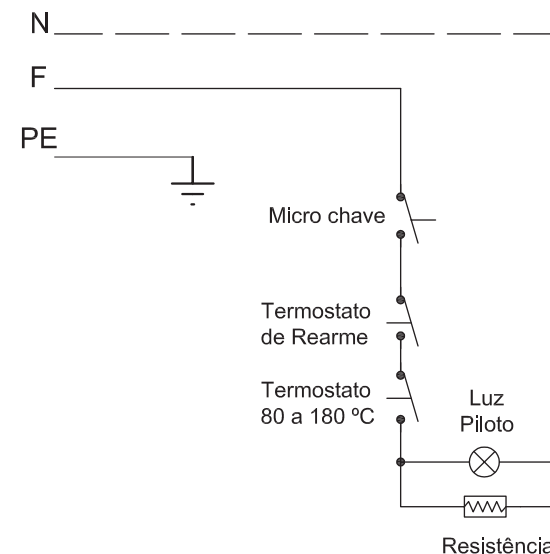 N
F
PE
Micro chave
Termostato
de Rearme
Termostato
80 a 180 ºC
Luz
Piloto
Resistência